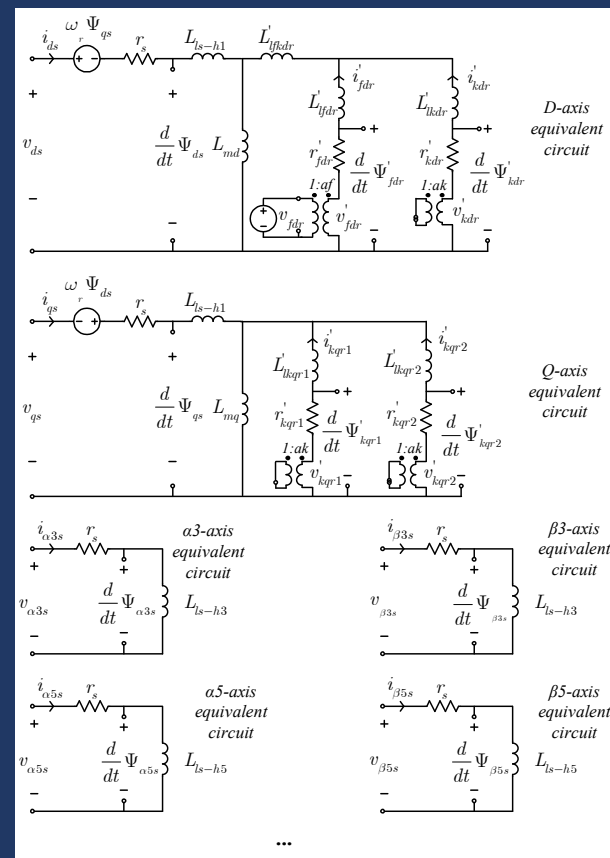 i_ds ω_r Ψ_qs r_s L_ls-h1 L'_lfkdr
+ −
i'_fdr i'_kdr
L'_lfdr L'_lkdr
D-axis
equivalent
circuit
+ + + +
v_ds d/dt Ψ_ds L_md r'_fdr d/dt Ψ'_fdr r'_kdr d/dt Ψ'_kdr
1:af 1:ak
+ − v_fdr v'_fdr v'_kdr
− − − −
i_qs ω_r Ψ_ds r_s L_ls-h1
+ −
i'_kqr1 i'_kqr2
L'_lkqr1 L'_lkqr2
Q-axis
equivalent
circuit
+ + + +
v_qs d/dt Ψ_qs L_mq r'_kqr1 d/dt Ψ'_kqr1 r'_kqr2 d/dt Ψ'_kqr2
1:ak 1:ak
v'_kqr1 v'_kqr2
− − − −
i_α3s r_s
α3-axis
equivalent
circuit
+ +
v_α3s d/dt Ψ_α3s L_ls-h3
− −
i_β3s r_s
β3-axis
equivalent
circuit
+ +
v_β3s d/dt Ψ_β3s L_ls-h3
− −
i_α5s r_s
α5-axis
equivalent
circuit
+ +
v_α5s d/dt Ψ_α5s L_ls-h5
− −
i_β5s r_s
β5-axis
equivalent
circuit
+ +
v_β5s d/dt Ψ_β5s L_ls-h5
− −
...